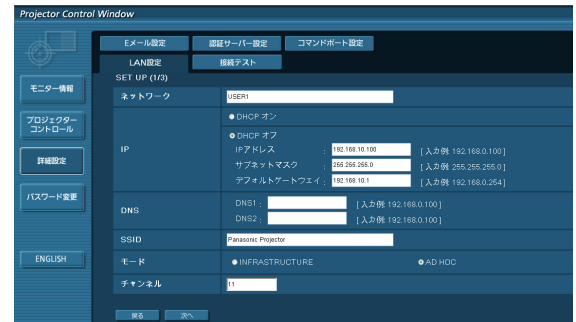 Projector Control Window
Eメール設定 認証サーバー設定 コマンドポート設定
LAN設定 接続テスト
SET UP (1/3)
モニター情報
プロジェクター
コントロール
詳細設定
パスワード変更
ENGLISH
ネットワーク USER1
IP
DHCP オン
DHCP オフ
IPアドレス : 192.168.10.100 [入力例: 192.168.0.100]
サブネットマスク : 255.255.255.0 [入力例: 255.255.255.0]
デフォルトゲートウエイ : 192.168.10.1 [入力例: 192.168.0.254]
DNS
DNS1 : [入力例: 192.168.0.100]
DNS2 : [入力例: 192.168.0.100]
SSID Panasonic Projector
モード INFRASTRUCTURE AD HOC
チャンネル 11
戻る 次へ